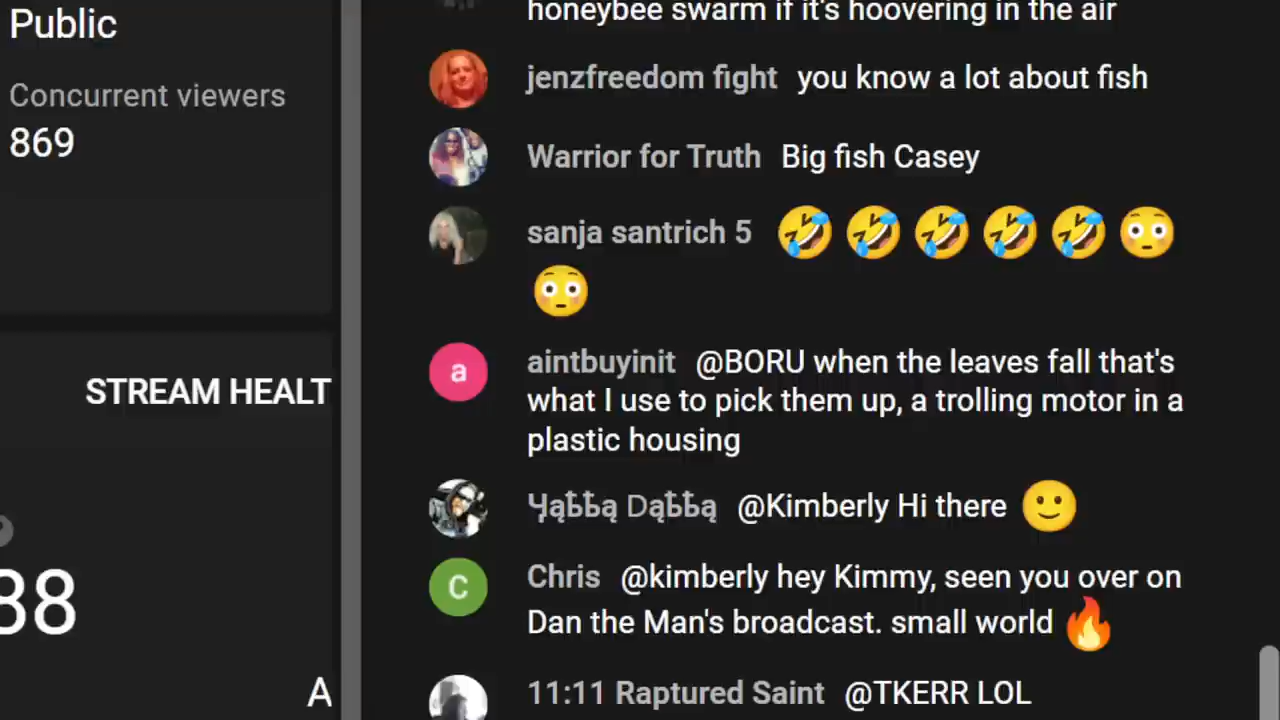 Public
Concurrent viewers
869
STREAM HEALT
88
A
honeybee swarm if it's hoovering in the air
jenzfreedom fight you know a lot about fish
Warrior for Truth Big fish Casey
sanja santrich 5 🤣🤣🤣🤣🤣😳
😳
a
aintbuyinit @BORU when the leaves fall that's
what I use to pick them up, a trolling motor in a
plastic housing
Ҷąҍҍą Dąҍҍą @Kimberly Hi there 🙂
C
Chris @kimberly hey Kimmy, seen you over on
Dan the Man's broadcast. small world 🔥
11:11 Raptured Saint @TKERR LOL